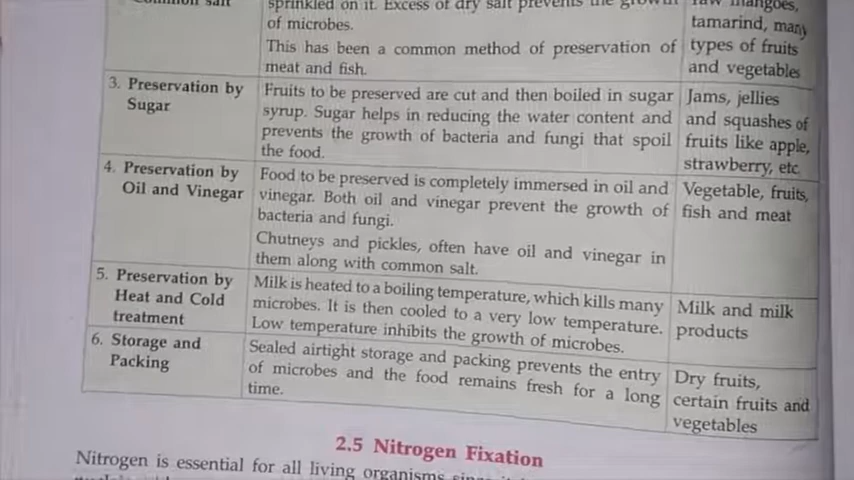 Common salt
sprinkled on it. Excess of dry salt prevents the growth
of microbes.
This has been a common method of preservation of
meat and fish.
raw mangoes,
tamarind, many
types of fruits
and vegetables
3. Preservation by
Sugar
Fruits to be preserved are cut and then boiled in sugar
syrup. Sugar helps in reducing the water content and
prevents the growth of bacteria and fungi that spoil
the food.
Jams, jellies
and squashes of
fruits like apple,
strawberry, etc.
4. Preservation by
Oil and Vinegar
Food to be preserved is completely immersed in oil and
vinegar. Both oil and vinegar prevent the growth of
bacteria and fungi.
Chutneys and pickles, often have oil and vinegar in
them along with common salt.
Vegetable, fruits,
fish and meat
5. Preservation by
Heat and Cold
treatment
Milk is heated to a boiling temperature, which kills many
microbes. It is then cooled to a very low temperature.
Low temperature inhibits the growth of microbes.
Milk and milk
products
6. Storage and
Packing
Sealed airtight storage and packing prevents the entry
of microbes and the food remains fresh for a long
time.
Dry fruits,
certain fruits and
vegetables
2.5 Nitrogen Fixation
Nitrogen is essential for all living organisms since it